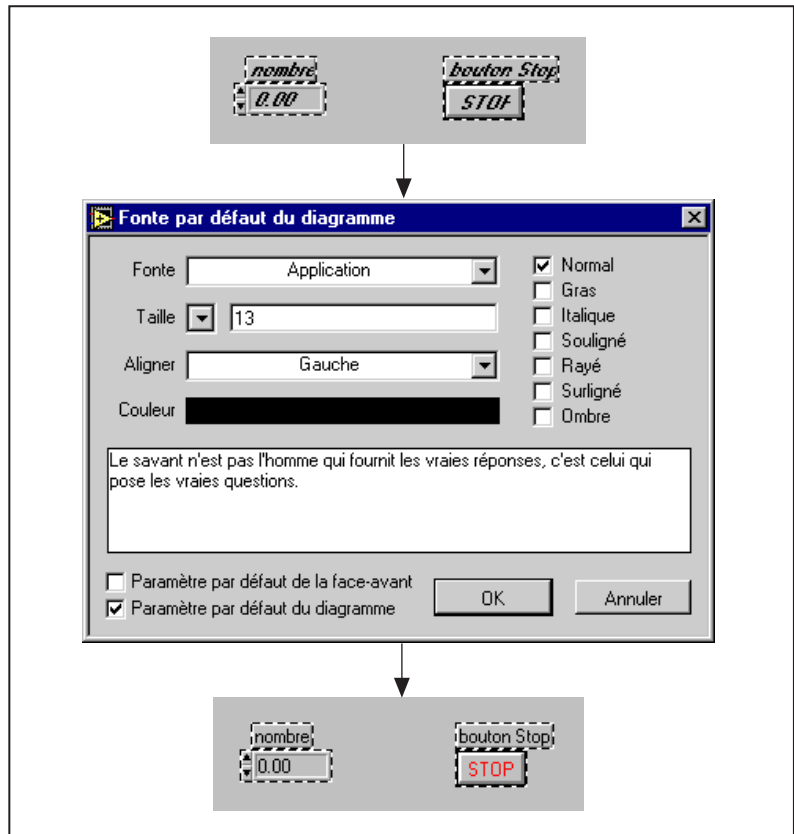 nombre
0.00
bouton Stop
STOP
Fonte par défaut du diagramme
Fonte
Application
Taille
13
Aligner
Gauche
Couleur
Normal
Gras
Italique
Souligné
Rayé
Surligné
Ombre
Le savant n'est pas l'homme qui fournit les vraies réponses, c'est celui qui
pose les vraies questions.
Paramètre par défaut de la face-avant
Paramètre par défaut du diagramme
OK
Annuler
nombre
0.00
bouton Stop
STOP